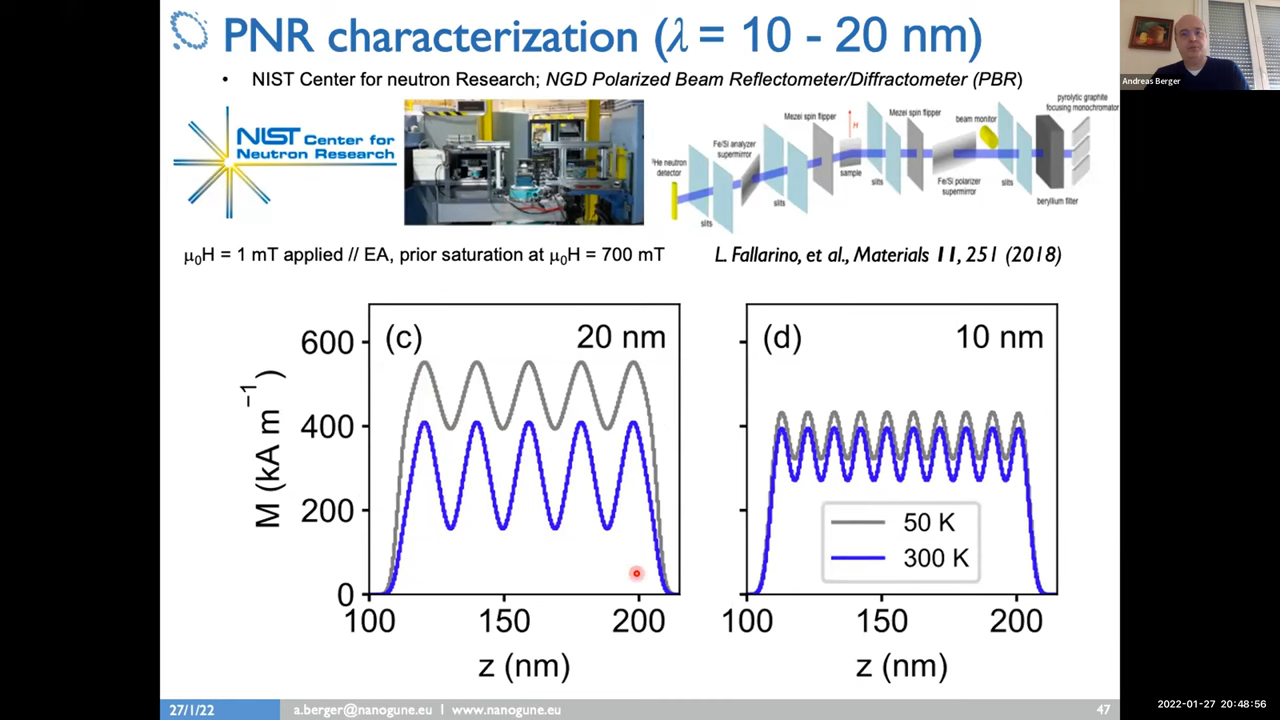 PNR characterization (λ = 10 - 20 nm)
• NIST Center for neutron Research; NGD Polarized Beam Reflectometer/Diffractometer (PBR)
Andreas Berger
NIST Center for
Neutron Research
³He neutron
detector
slits
Fe/Si analyzer
supermirror
slits
Mezei spin flipper
H
sample
slits
Mezei spin flipper
Fe/Si polarizer
supermirror
beam monitor
slits
pyrolytic graphite
focusing monochromator
beryllium filter
μ₀H = 1 mT applied // EA, prior saturation at μ₀H = 700 mT
L. Fallarino, et al., Materials 11, 251 (2018)
(c) 20 nm
M (kA m⁻¹)
600
400
200
0
100 150 200
z (nm)
(d) 10 nm
50 K
300 K
100 150 200
z (nm)
27/1/22 a.berger@nanogune.eu | www.nanogune.eu 47
2022-01-27 20:48:56